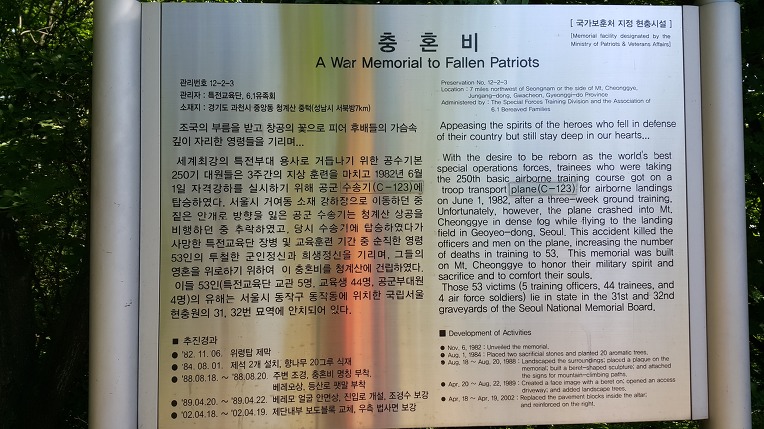 [ 국가보훈처 지정 현충시설 ]
[Memorial facility designated by the
Ministry of Patriots & Veterans Affairs]
충 혼 비
A War Memorial to Fallen Patriots
관리번호 12-2-3
관리자 : 특전교육단, 6.1유족회
소재지 : 경기도 과천시 중앙동 청계산 중턱(성남시 서북방7km)
조국의 부름을 받고 창공의 꽃으로 피어 후배들의 가슴속
깊이 자리한 영령들을 기리며...
세계최강의 특전부대 용사로 거듭나기 위한 공수기본
250기 대원들은 3주간의 지상 훈련을 마치고 1982년 6월
1일 자격강하를 실시하기 위해 공군 수송기(C-123)에
탑승하였다. 서울시 거여동 소재 강하장으로 이동하던 중
짙은 안개로 방향을 잃은 공군 수송기는 청계산 상공을
비행하던 중 추락하였고, 당시 수송기에 탑승하였다가
사망한 특전교육단 장병 및 교육훈련 기간 중 순직한 영령
53인의 투철한 군인정신과 희생정신을 기리며, 그들의
영혼을 위로하기 위하여 이 충혼비를 청계산에 건립하였다.
이들 53인(특전교육단 교관 5명, 교육생 44명, 공군부대원
4명)의 유해는 서울시 동작구 동작동에 위치한 국립서울
현충원의 31, 32번 묘역에 안치되어 있다.
■ 추진경과
● '82. 11. 06. 위령탑 제막
● '84. 08. 01. 제석 2개 설치, 향나무 20그루 식재
● '88.08.18. ~ '88.08.20. 주변 조경, 충혼비 명칭 부착,
베레모상, 등산로 팻말 부착
● '89.04.20. ~ '89.04.22. 베레모 얼굴 안면상, 진입로 개설, 조경수 보강
● '02.04.18. ~ '02.04.19. 제단내부 보도블록 교체, 우측 법사면 보강
Preservation No. 12-2-3
Location : 7 miles northwest of Seongnam or the side of Mt. Cheonggye,
Jungang-dong, Gwacheon, Gyeonggi-do Province
Administered by : The Special Forces Training Division and the Association of
6.1 Bereaved Families
Appeasing the spirits of the heroes who fell in defense
of their country but still stay deep in our hearts...
With the desire to be reborn as the world's best
special operations forces, trainees who were taking
the 250th basic airborne training course got on a
troop transport plane(C-123) for airborne landings
on June 1, 1982, after a three-week ground training.
Unfortunately, however, the plane crashed into Mt.
Cheonggye in dense fog while flying to the landing
field in Geoyeo-dong, Seoul. This accident killed the
officers and men on the plane, increasing the number
of deaths in training to 53. This memorial was built
on Mt. Cheonggye to honor their military spirit and
sacrifice and to comfort their souls.
Those 53 victims (5 training officers, 44 trainees, and
4 air force soldiers) lie in state in the 31st and 32nd
graveyards of the Seoul National Memorial Board.
■ Development of Activities
● Nov. 6, 1982 : Unveiled the memorial.
● Aug. 1, 1984 : Placed two sacrificial stones and planted 20 aromatic trees.
● Aug. 18 ~ Aug. 20, 1988 : Landscaped the surroundings; placed a plaque on the
memorial; built a beret-shaped sculpture; and attached
the signs for mountain-climbing paths.
● Apr. 20 ~ Aug. 22, 1989 : Created a face image with a beret on; opened an access
driveway; and added landscape trees.
● Apr. 18 ~ Apr. 19, 2002 : Replaced the pavement blocks inside the altar;
and reinforced on the right.